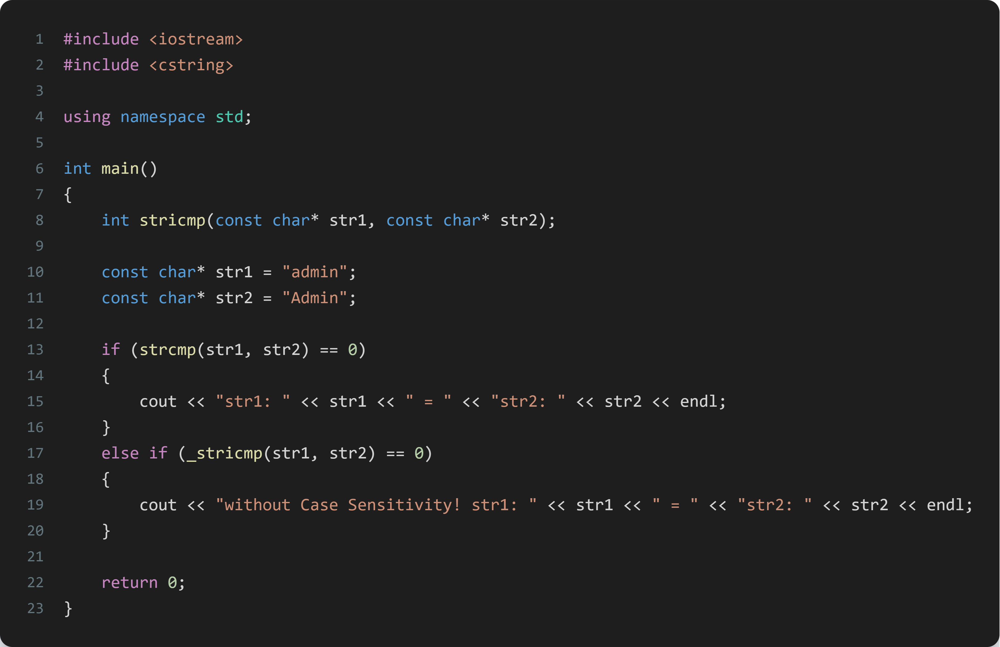 1 #include <iostream>
2 #include <cstring>
3
4 using namespace std;
5
6 int main()
7 {
8     int stricmp(const char* str1, const char* str2);
9
10     const char* str1 = "admin";
11     const char* str2 = "Admin";
12
13     if (strcmp(str1, str2) == 0)
14     {
15         cout << "str1: " << str1 << " = " << "str2: " << str2 << endl;
16     }
17     else if (_stricmp(str1, str2) == 0)
18     {
19         cout << "without Case Sensitivity! str1: " << str1 << " = " << "str2: " << str2 << endl;
20     }
21
22     return 0;
23 }